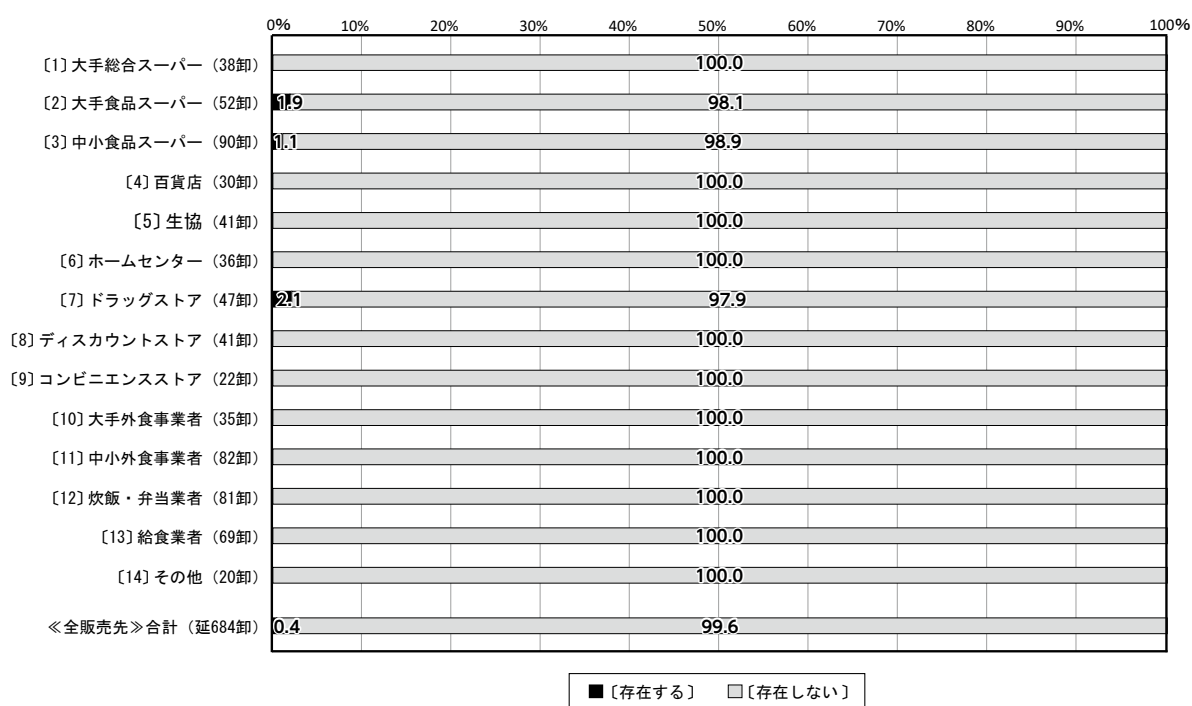 0% 10% 20% 30% 40% 50% 60% 70% 80% 90% 100%
〔1〕大手総合スーパー（38卸） 100.0
〔2〕大手食品スーパー（52卸） 1.9 98.1
〔3〕中小食品スーパー（90卸） 1.1 98.9
〔4〕百貨店（30卸） 100.0
〔5〕生協（41卸） 100.0
〔6〕ホームセンター（36卸） 100.0
〔7〕ドラッグストア（47卸） 2.1 97.9
〔8〕ディスカウントストア（41卸） 100.0
〔9〕コンビニエンスストア（22卸） 100.0
〔10〕大手外食事業者（35卸） 100.0
〔11〕中小外食事業者（82卸） 100.0
〔12〕炊飯・弁当業者（81卸） 100.0
〔13〕給食業者（69卸） 100.0
〔14〕その他（20卸） 100.0
≪全販売先≫合計（延684卸） 0.4 99.6
■〔存在する〕 □〔存在しない〕